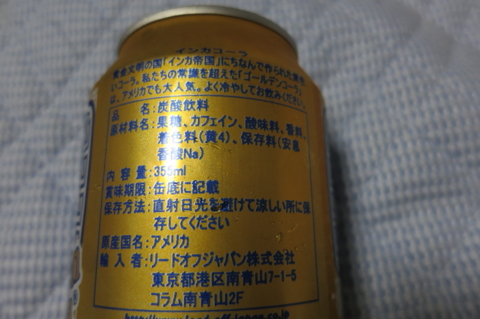 インカコーラ
黄金文明の国「インカ帝国」にちなんで作られた黄色
いコーラ。私たちの常識を超えた「ゴールデンコーラ」
は、アメリカでも大人気。よく冷やしてお飲みください。
品 名:炭酸飲料
原材料名:果糖、カフェイン、酸味料、香料、
着色料(黄4)、保存料(安息
香酸Na)
内 容 量:355ml
賞味期限:缶底に記載
保存方法:直射日光を避けて涼しい所に保
存してください
原産国名:アメリカ
輸 入 者:リードオフジャパン株式会社
東京都港区南青山7-1-5
コラム南青山2F